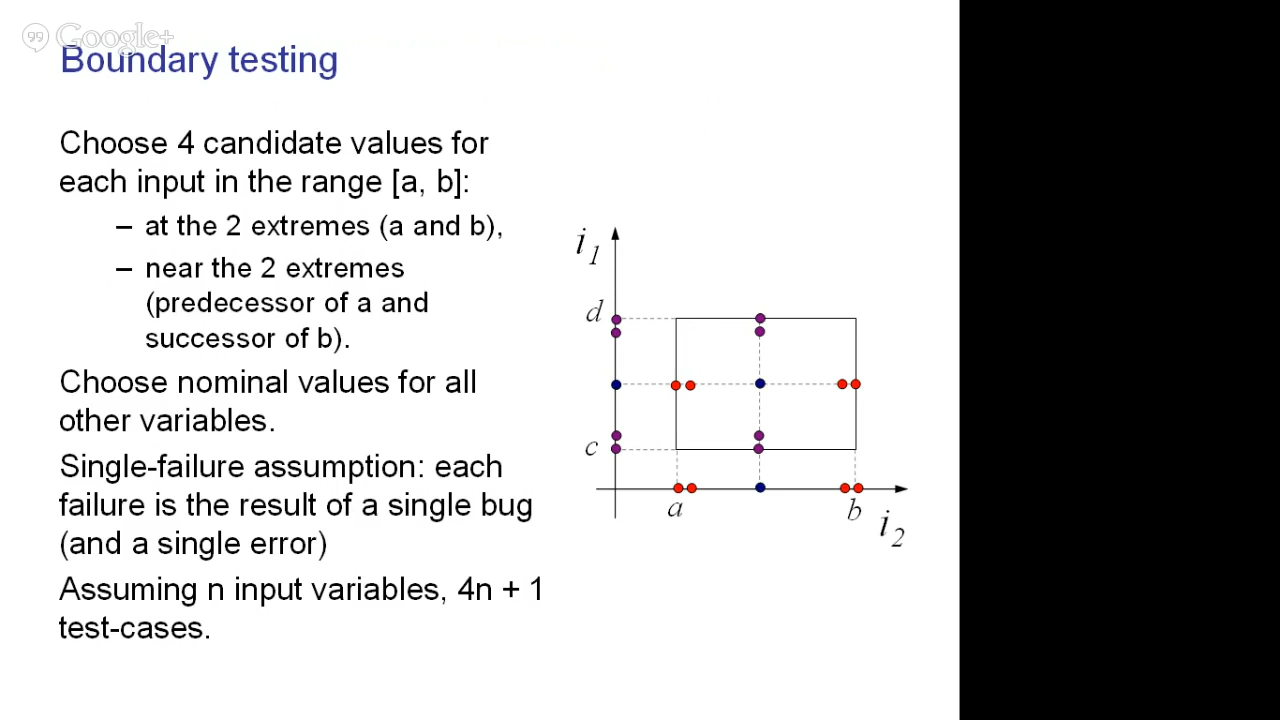 Google+
Boundary testing
Choose 4 candidate values for
each input in the range [a, b]:
– at the 2 extremes (a and b),
– near the 2 extremes
(predecessor of a and
successor of b).
Choose nominal values for all
other variables.
Single-failure assumption: each
failure is the result of a single bug
(and a single error)
Assuming n input variables, 4n + 1
test-cases.
i1
d
c
a
b
i2